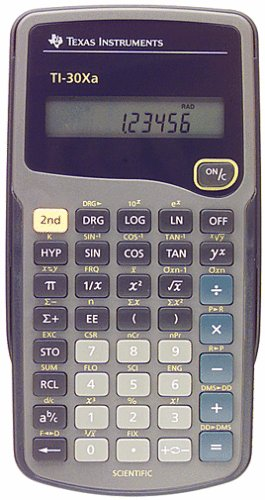 TEXAS INSTRUMENTS
TI-30Xa
RAD
1.23456
ON/C
DRG► 10ˣ eˣ
2nd DRG LOG LN OFF
K SIN⁻¹ COS⁻¹ TAN⁻¹ ˣ√y
HYP SIN COS TAN yˣ
x⇄y FRQ x̄ σxn-1 σxn
π 1/x x² √x ÷
Σ- n Σx Σx² P►R
Σ+ EE ( ) ×
EXC CSR nCr nPr R►P
STO 7 8 9 −
SUM FLO SCI ENG DMS►DD
RCL 4 5 6 +
d/c x³ % x! DD►DMS
a b/c 1 2 3 =
F◄►D ³√x FIX
← 0 . +⇄−
SCIENTIFIC